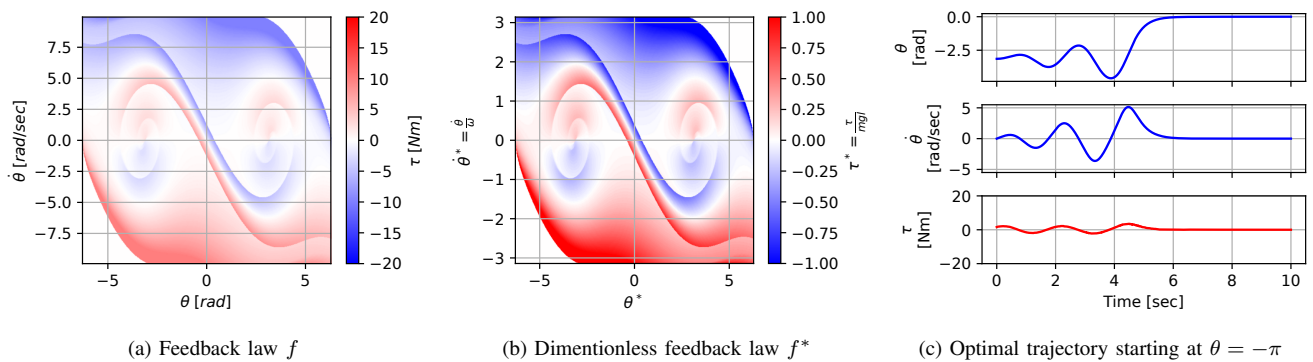 7.5
5.0
2.5
0.0
−2.5
−5.0
−7.5
θ̇ [rad/sec]
−5
0
5
θ [rad]
20
15
10
5
0
−5
−10
−15
−20
τ [Nm]
(a) Feedback law f
3
2
1
0
−1
−2
−3
θ̇* = θ̇/ω
−5
0
5
θ*
1.00
0.75
0.50
0.25
0.00
−0.25
−0.50
−0.75
−1.00
τ* = τ/mgl
(b) Dimentionless feedback law f*
0.0
−2.5
θ
[rad]
5
0
−5
θ̇
[rad/sec]
20
0
−20
τ
[Nm]
0 2 4 6 8 10
Time [sec]
(c) Optimal trajectory starting at θ = −π